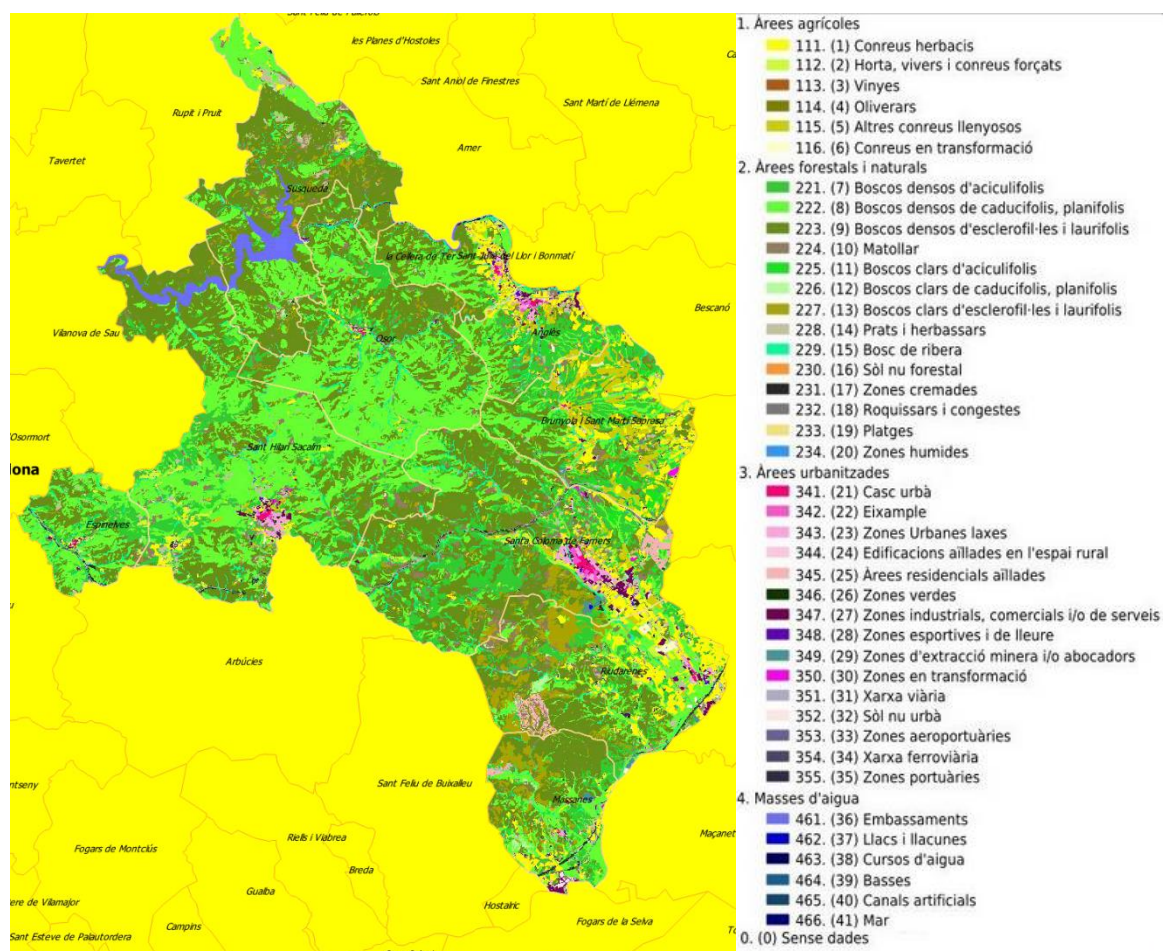 Sant Feliu de Pallerols
les Planes d'Hostoles
Sant Aniol de Finestres
Sant Martí de Llémena
Rupit i Pruit
Amer
Tavertet
Susqueda
la Cellera de Ter
Sant Julià del Llor i Bonmatí
Bescanó
Vilanova de Sau
Anglès
Osor
Brunyola i Sant Martí Sapresa
Sant Hilari Sacalm
Espinelves
Santa Coloma de Farners
Arbúcies
Riudarenes
Sant Feliu de Buixalleu
Massanes
Riells i Viabrea
Fogars de Montclús
Breda
Gualba
Hostalric
Fogars de la Selva
Campins
Sant Esteve de Palautordera
1. Àrees agrícoles
111. (1) Conreus herbacis
112. (2) Horta, vivers i conreus forçats
113. (3) Vinyes
114. (4) Oliverars
115. (5) Altres conreus llenyosos
116. (6) Conreus en transformació
2. Àrees forestals i naturals
221. (7) Boscos densos d'aciculifolis
222. (8) Boscos densos de caducifolis, planifolis
223. (9) Boscos densos d'esclerofil·les i laurifolis
224. (10) Matollar
225. (11) Boscos clars d'aciculifolis
226. (12) Boscos clars de caducifolis, planifolis
227. (13) Boscos clars d'esclerofil·les i laurifolis
228. (14) Prats i herbassars
229. (15) Bosc de ribera
230. (16) Sòl nu forestal
231. (17) Zones cremades
232. (18) Roquissars i congestes
233. (19) Platges
234. (20) Zones humides
3. Àrees urbanitzades
341. (21) Casc urbà
342. (22) Eixample
343. (23) Zones Urbanes laxes
344. (24) Edificacions aïllades en l'espai rural
345. (25) Àrees residencials aïllades
346. (26) Zones verdes
347. (27) Zones industrials, comercials i/o de serveis
348. (28) Zones esportives i de lleure
349. (29) Zones d'extracció minera i/o abocadors
350. (30) Zones en transformació
351. (31) Xarxa viària
352. (32) Sòl nu urbà
353. (33) Zones aeroportuàries
354. (34) Xarxa ferroviària
355. (35) Zones portuàries
4. Masses d'aigua
461. (36) Embassaments
462. (37) Llacs i llacunes
463. (38) Cursos d'aigua
464. (39) Basses
465. (40) Canals artificials
466. (41) Mar
0. (0) Sense dades